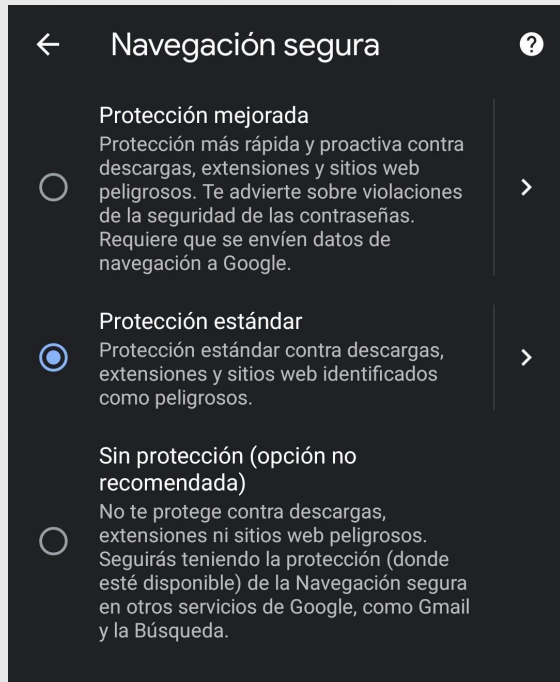 Navegación segura
Protección mejorada
Protección más rápida y proactiva contra
descargas, extensiones y sitios web
peligrosos. Te advierte sobre violaciones
de la seguridad de las contraseñas.
Requiere que se envíen datos de
navegación a Google.
Protección estándar
Protección estándar contra descargas,
extensiones y sitios web identificados
como peligrosos.
Sin protección (opción no
recomendada)
No te protege contra descargas,
extensiones ni sitios web peligrosos.
Seguirás teniendo la protección (donde
esté disponible) de la Navegación segura
en otros servicios de Google, como Gmail
y la Búsqueda.